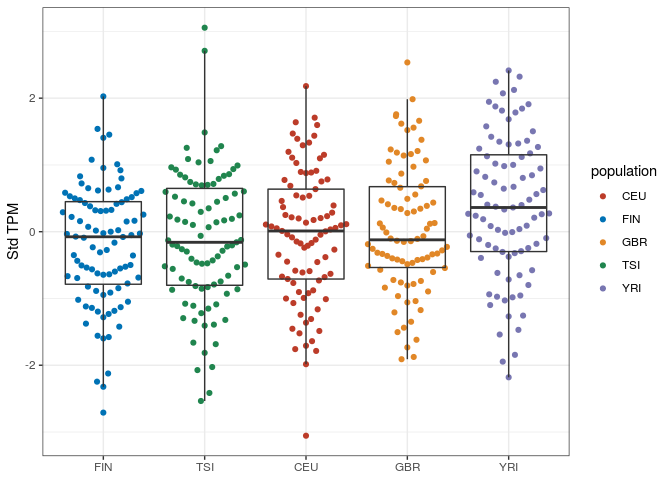 Std TPM
2
0
-2
FIN TSI CEU GBR YRI
population
CEU
FIN
GBR
TSI
YRI